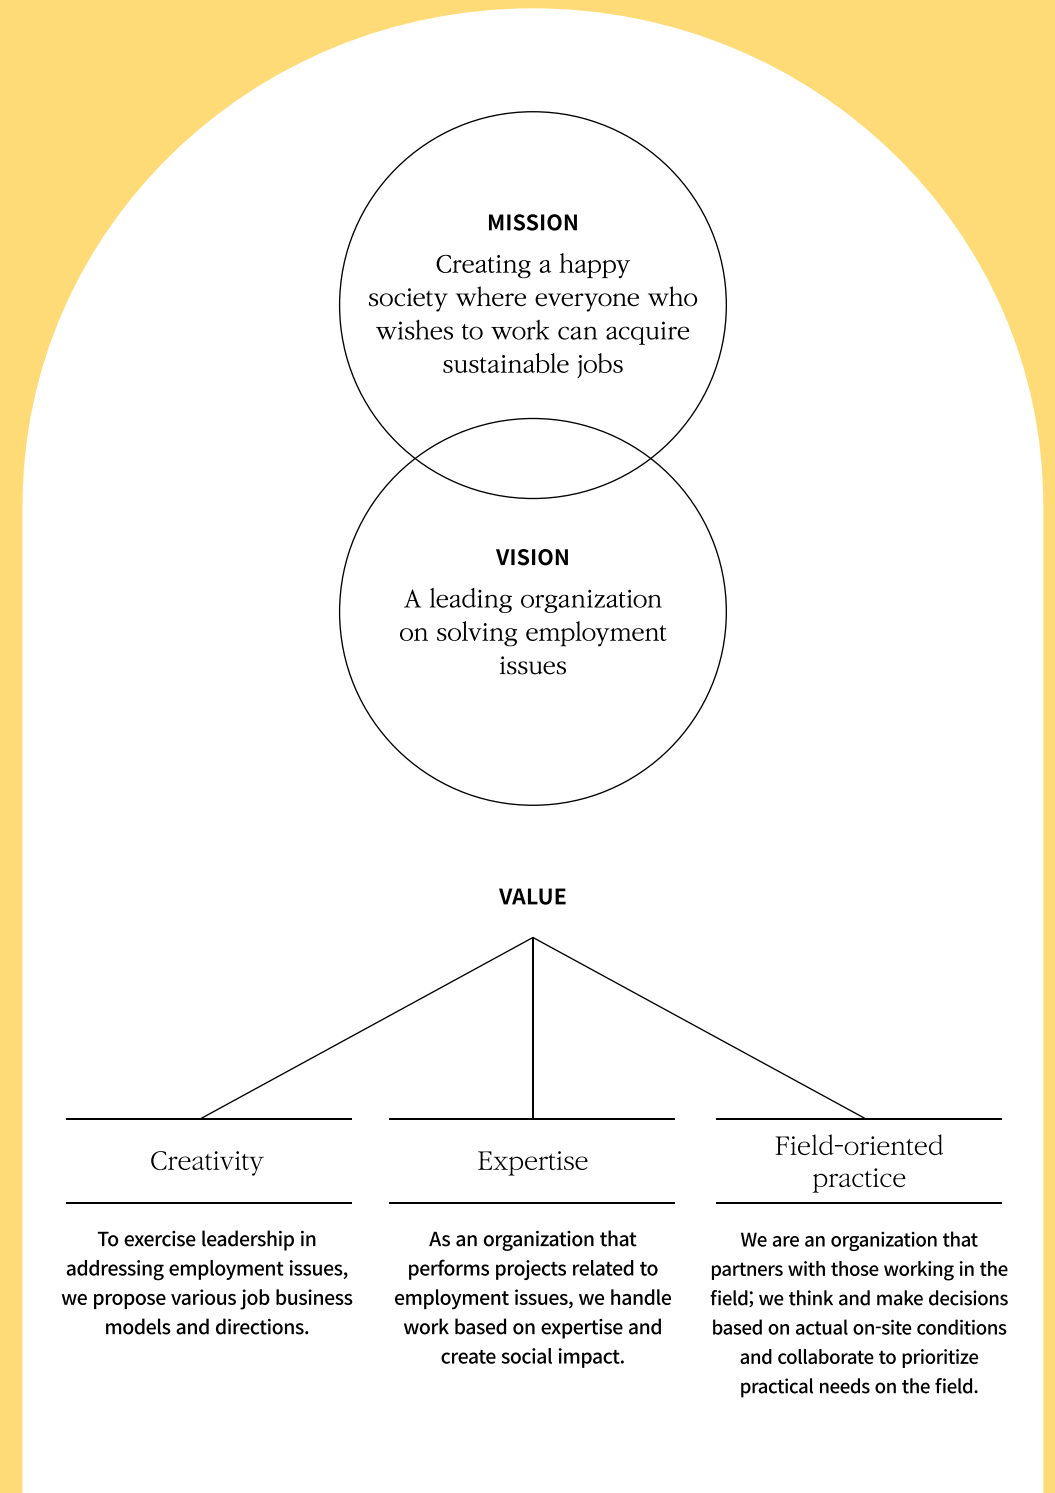 MISSION
Creating a happy
society where everyone who
wishes to work can acquire
sustainable jobs
VISION
A leading organization
on solving employment
issues
VALUE
Creativity
To exercise leadership in
addressing employment issues,
we propose various job business
models and directions.
Expertise
As an organization that
performs projects related to
employment issues, we handle
work based on expertise and
create social impact.
Field-oriented
practice
We are an organization that
partners with those working in the
field; we think and make decisions
based on actual on-site conditions
and collaborate to prioritize
practical needs on the field.